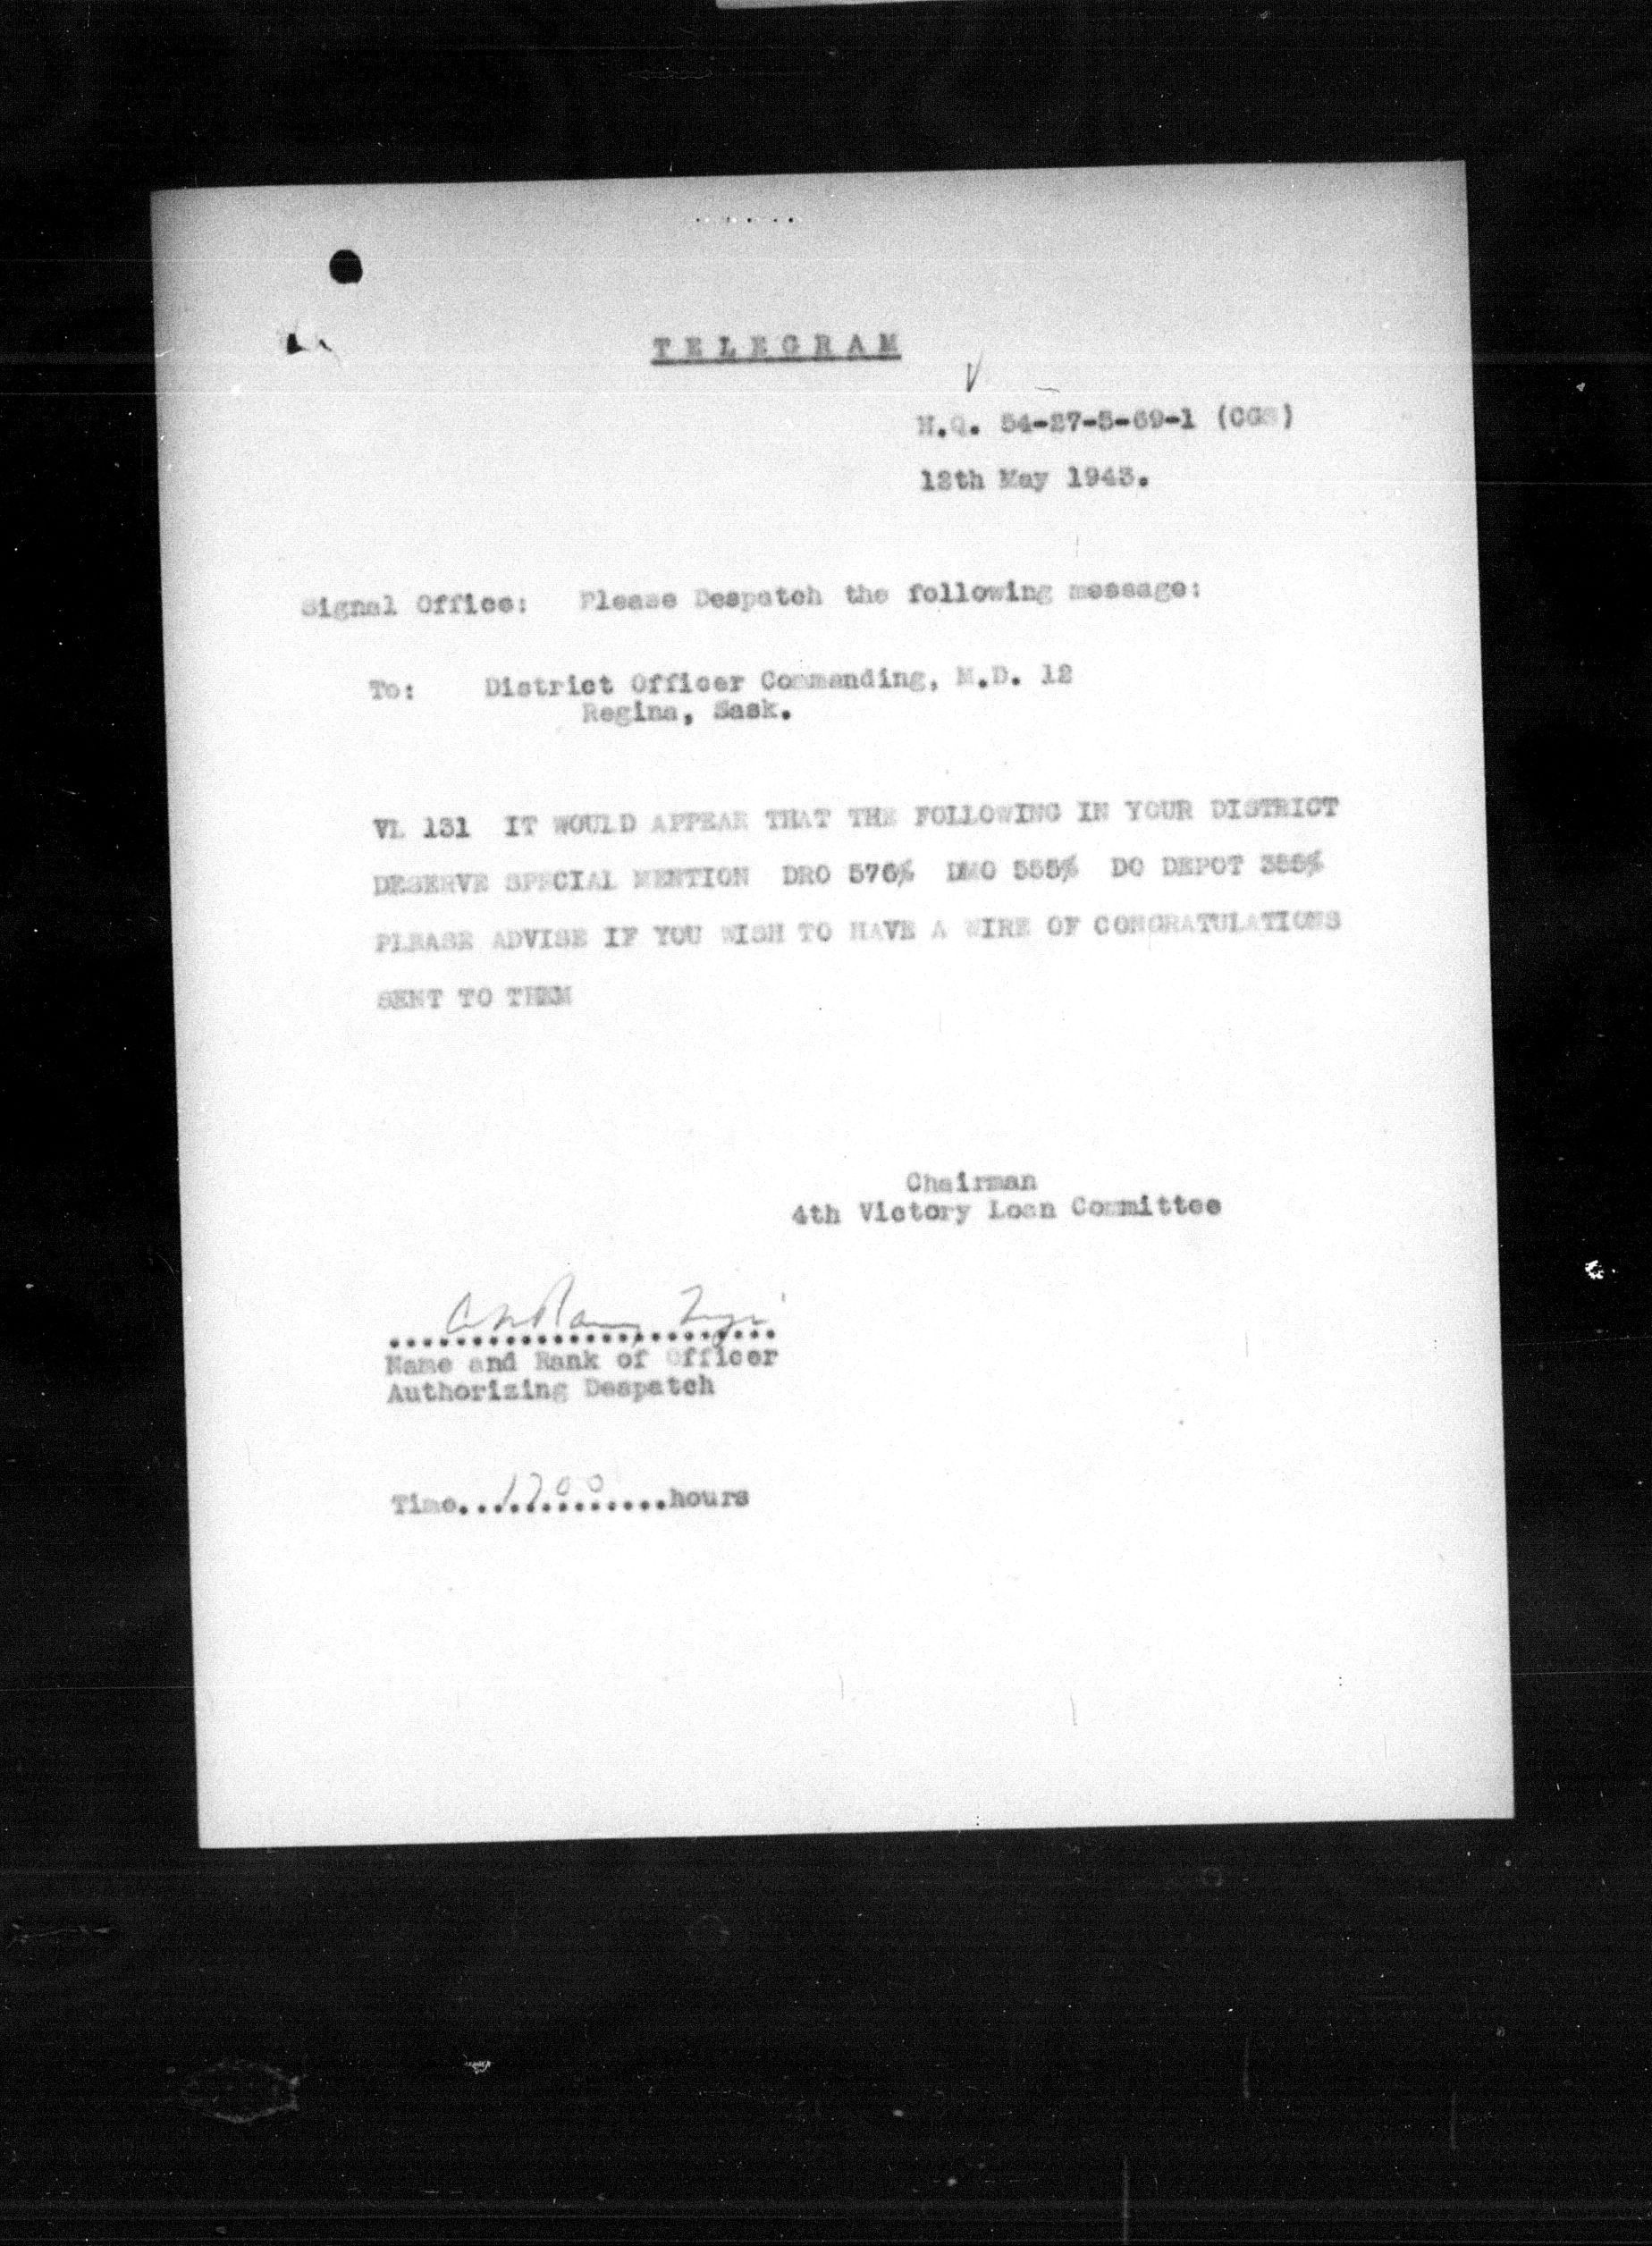 TELEGRAM
H.Q. 54-27-5-69-1 (CGS)
12th May 1943.
Signal Office: Please Despatch the following message:
To: District Officer Commanding, M.D. 12
Regina, Sask.
VL 131 IT WOULD APPEAR THAT THE FOLLOWING IN YOUR DISTRICT
DESERVE SPECIAL MENTION DRO 576% DMO 555% DO DEPOT 355%
PLEASE ADVISE IF YOU WISH TO HAVE A WIRE OF CONGRATULATIONS
SENT TO THEM
Chairman
4th Victory Loan Committee
Name and Rank of Officer
Authorizing Despatch
Time..1700..hours